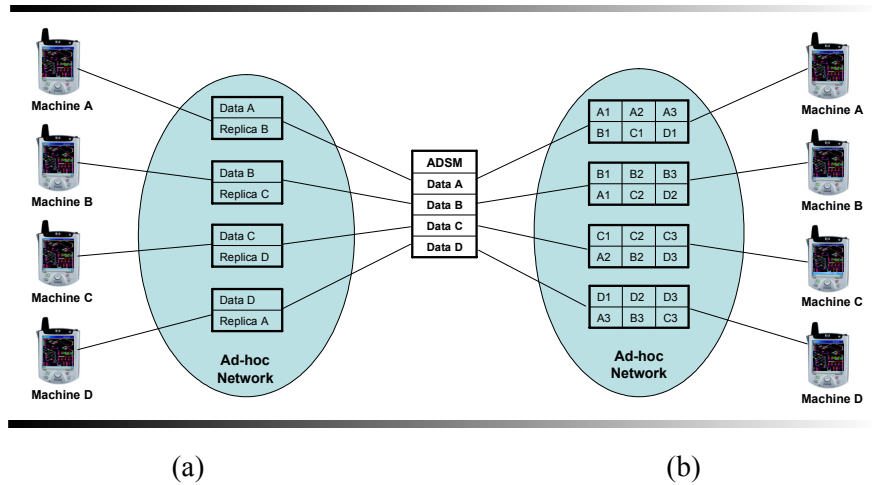 Machine A
Machine B
Machine C
Machine D
Data A
Replica B
Data B
Replica C
Data C
Replica D
Data D
Replica A
Ad-hoc
Network
ADSM
Data A
Data B
Data C
Data D
A1 A2 A3
B1 C1 D1
B1 B2 B3
A1 C2 D2
C1 C2 C3
A2 B2 D3
D1 D2 D3
A3 B3 C3
Ad-hoc
Network
Machine A
Machine B
Machine C
Machine D
(a)
(b)